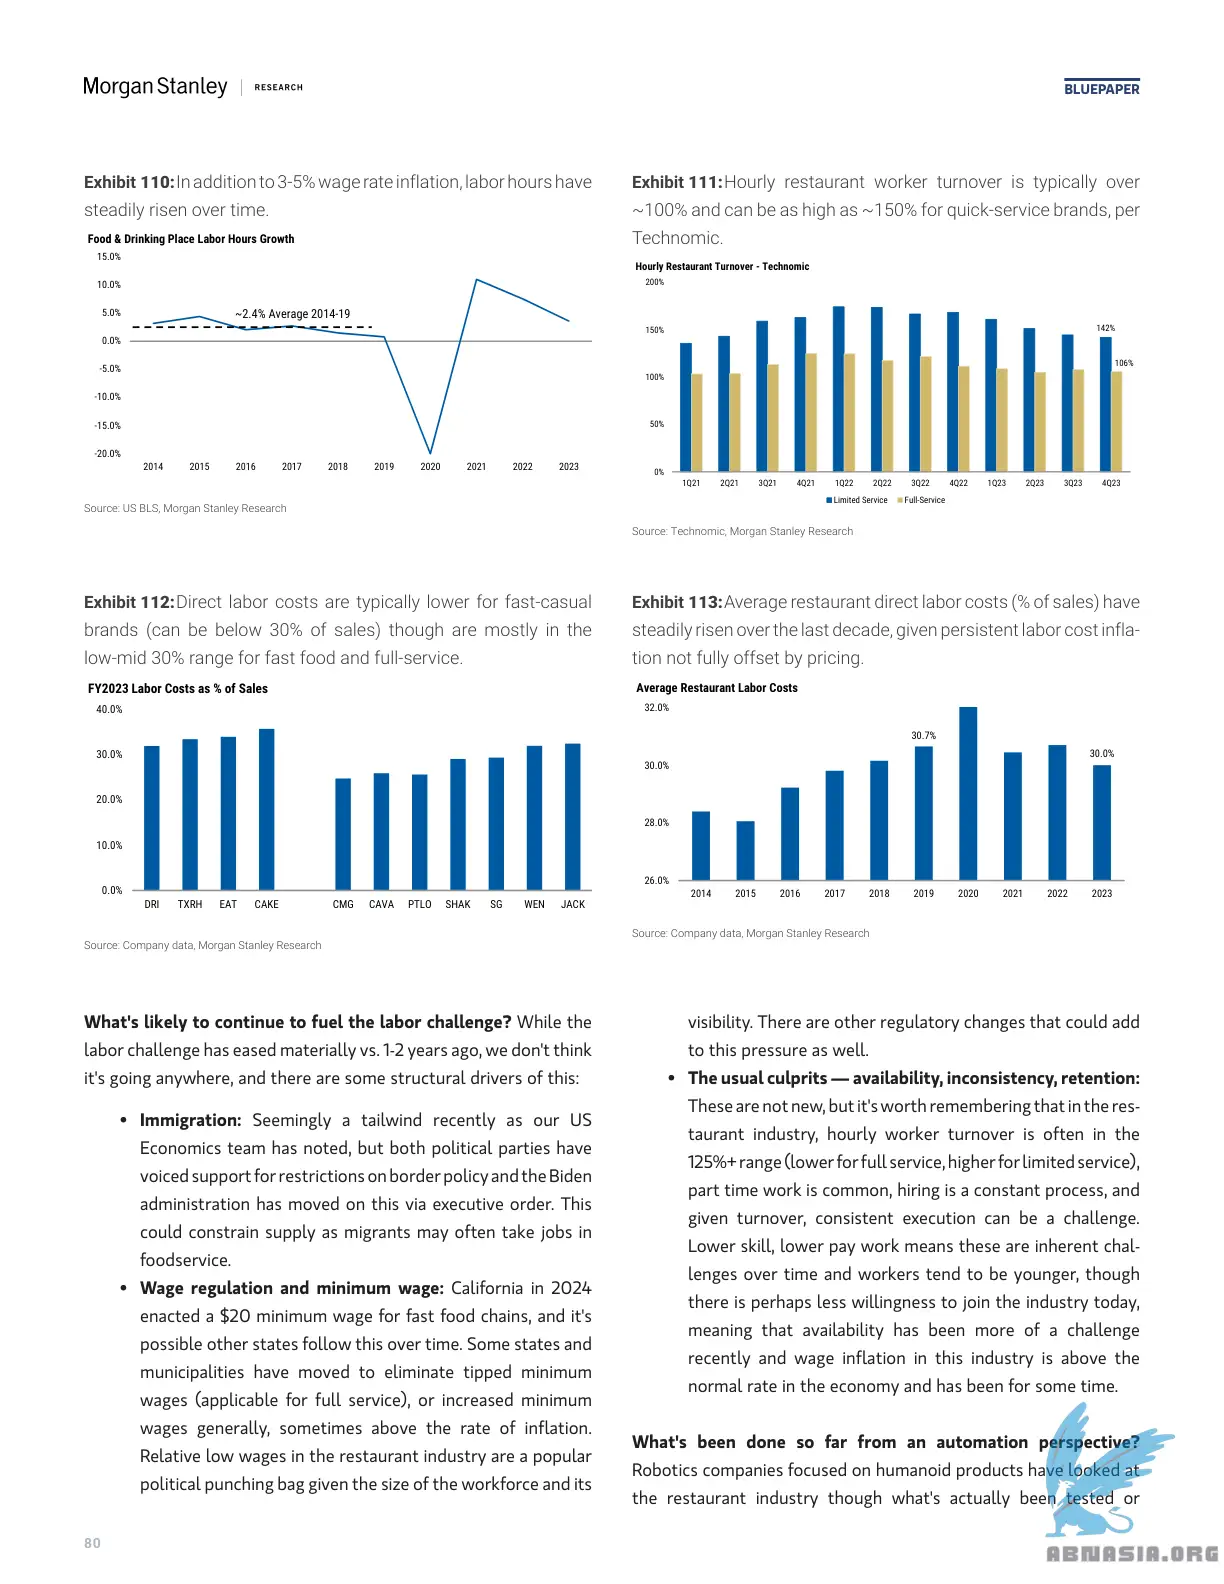 Morgan Stanley | RESEARCH
BLUEPAPER
Exhibit 110: In addition to 3-5% wage rate inflation, labor hours have
steadily risen over time.
Food & Drinking Place Labor Hours Growth
15.0%
10.0%
5.0%
0.0%
-5.0%
-10.0%
-15.0%
-20.0%
~2.4% Average 2014-19
2014 2015 2016 2017 2018 2019 2020 2021 2022 2023
Source: US BLS, Morgan Stanley Research
Exhibit 111: Hourly restaurant worker turnover is typically over
~100% and can be as high as ~150% for quick-service brands, per
Technomic.
Hourly Restaurant Turnover - Technomic
200%
150%
100%
50%
0%
142%
106%
1Q21 2Q21 3Q21 4Q21 1Q22 2Q22 3Q22 4Q22 1Q23 2Q23 3Q23 4Q23
Limited Service Full-Service
Source: Technomic, Morgan Stanley Research
Exhibit 112: Direct labor costs are typically lower for fast-casual
brands (can be below 30% of sales) though are mostly in the
low-mid 30% range for fast food and full-service.
FY2023 Labor Costs as % of Sales
40.0%
30.0%
20.0%
10.0%
0.0%
DRI TXRH EAT CAKE CMG CAVA PTLO SHAK SG WEN JACK
Source: Company data, Morgan Stanley Research
Exhibit 113: Average restaurant direct labor costs (% of sales) have
steadily risen over the last decade, given persistent labor cost infla-
tion not fully offset by pricing.
Average Restaurant Labor Costs
32.0%
30.0%
28.0%
26.0%
30.7%
30.0%
2014 2015 2016 2017 2018 2019 2020 2021 2022 2023
Source: Company data, Morgan Stanley Research
What's likely to continue to fuel the labor challenge? While the
labor challenge has eased materially vs. 1-2 years ago, we don't think
it's going anywhere, and there are some structural drivers of this:
• Immigration: Seemingly a tailwind recently as our US
Economics team has noted, but both political parties have
voiced support for restrictions on border policy and the Biden
administration has moved on this via executive order. This
could constrain supply as migrants may often take jobs in
foodservice.
• Wage regulation and minimum wage: California in 2024
enacted a $20 minimum wage for fast food chains, and it's
possible other states follow this over time. Some states and
municipalities have moved to eliminate tipped minimum
wages (applicable for full service), or increased minimum
wages generally, sometimes above the rate of inflation.
Relative low wages in the restaurant industry are a popular
political punching bag given the size of the workforce and its
visibility. There are other regulatory changes that could add
to this pressure as well.
• The usual culprits — availability, inconsistency, retention:
These are not new, but it's worth remembering that in the res-
taurant industry, hourly worker turnover is often in the
125%+ range (lower for full service, higher for limited service),
part time work is common, hiring is a constant process, and
given turnover, consistent execution can be a challenge.
Lower skill, lower pay work means these are inherent chal-
lenges over time and workers tend to be younger, though
there is perhaps less willingness to join the industry today,
meaning that availability has been more of a challenge
recently and wage inflation in this industry is above the
normal rate in the economy and has been for some time.
What's been done so far from an automation perspective?
Robotics companies focused on humanoid products have looked at
the restaurant industry though what's actually been tested or
80
ABNASIA.ORG